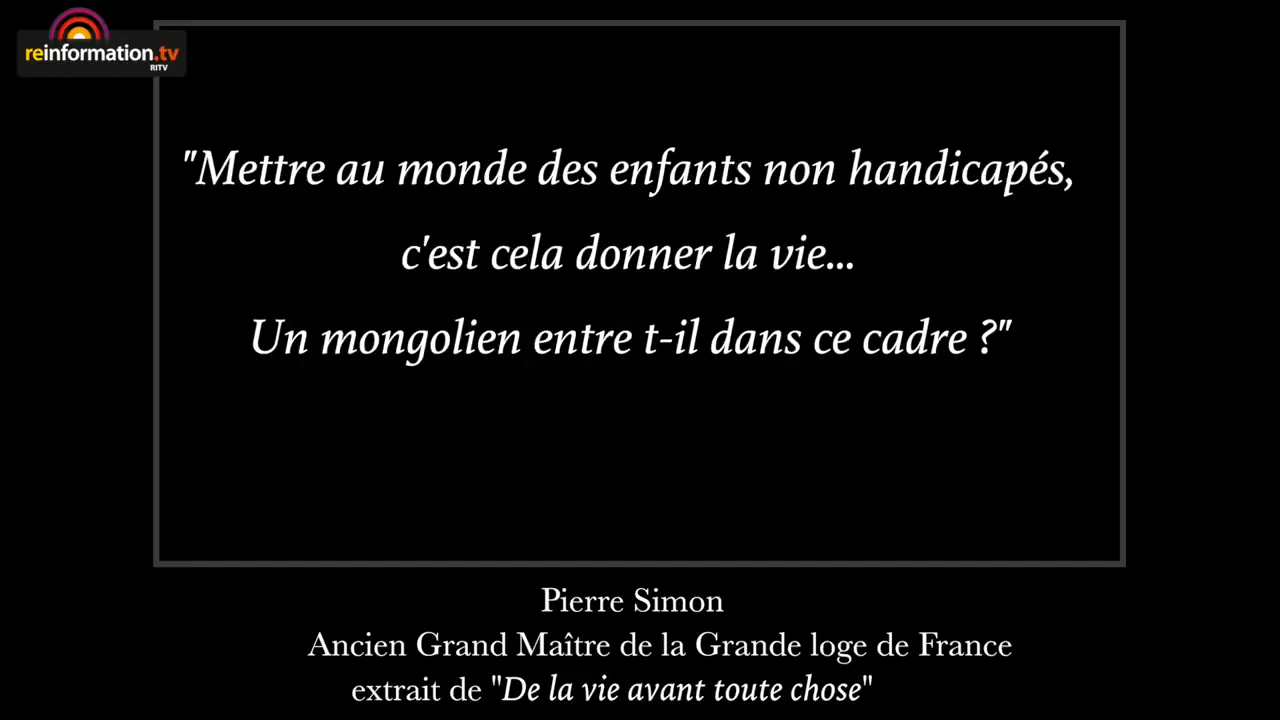 reinformation.tv
RITV
"Mettre au monde des enfants non handicapés,
c'est cela donner la vie...
Un mongolien entre t-il dans ce cadre ?"
Pierre Simon
Ancien Grand Maître de la Grande loge de France
extrait de "De la vie avant toute chose"